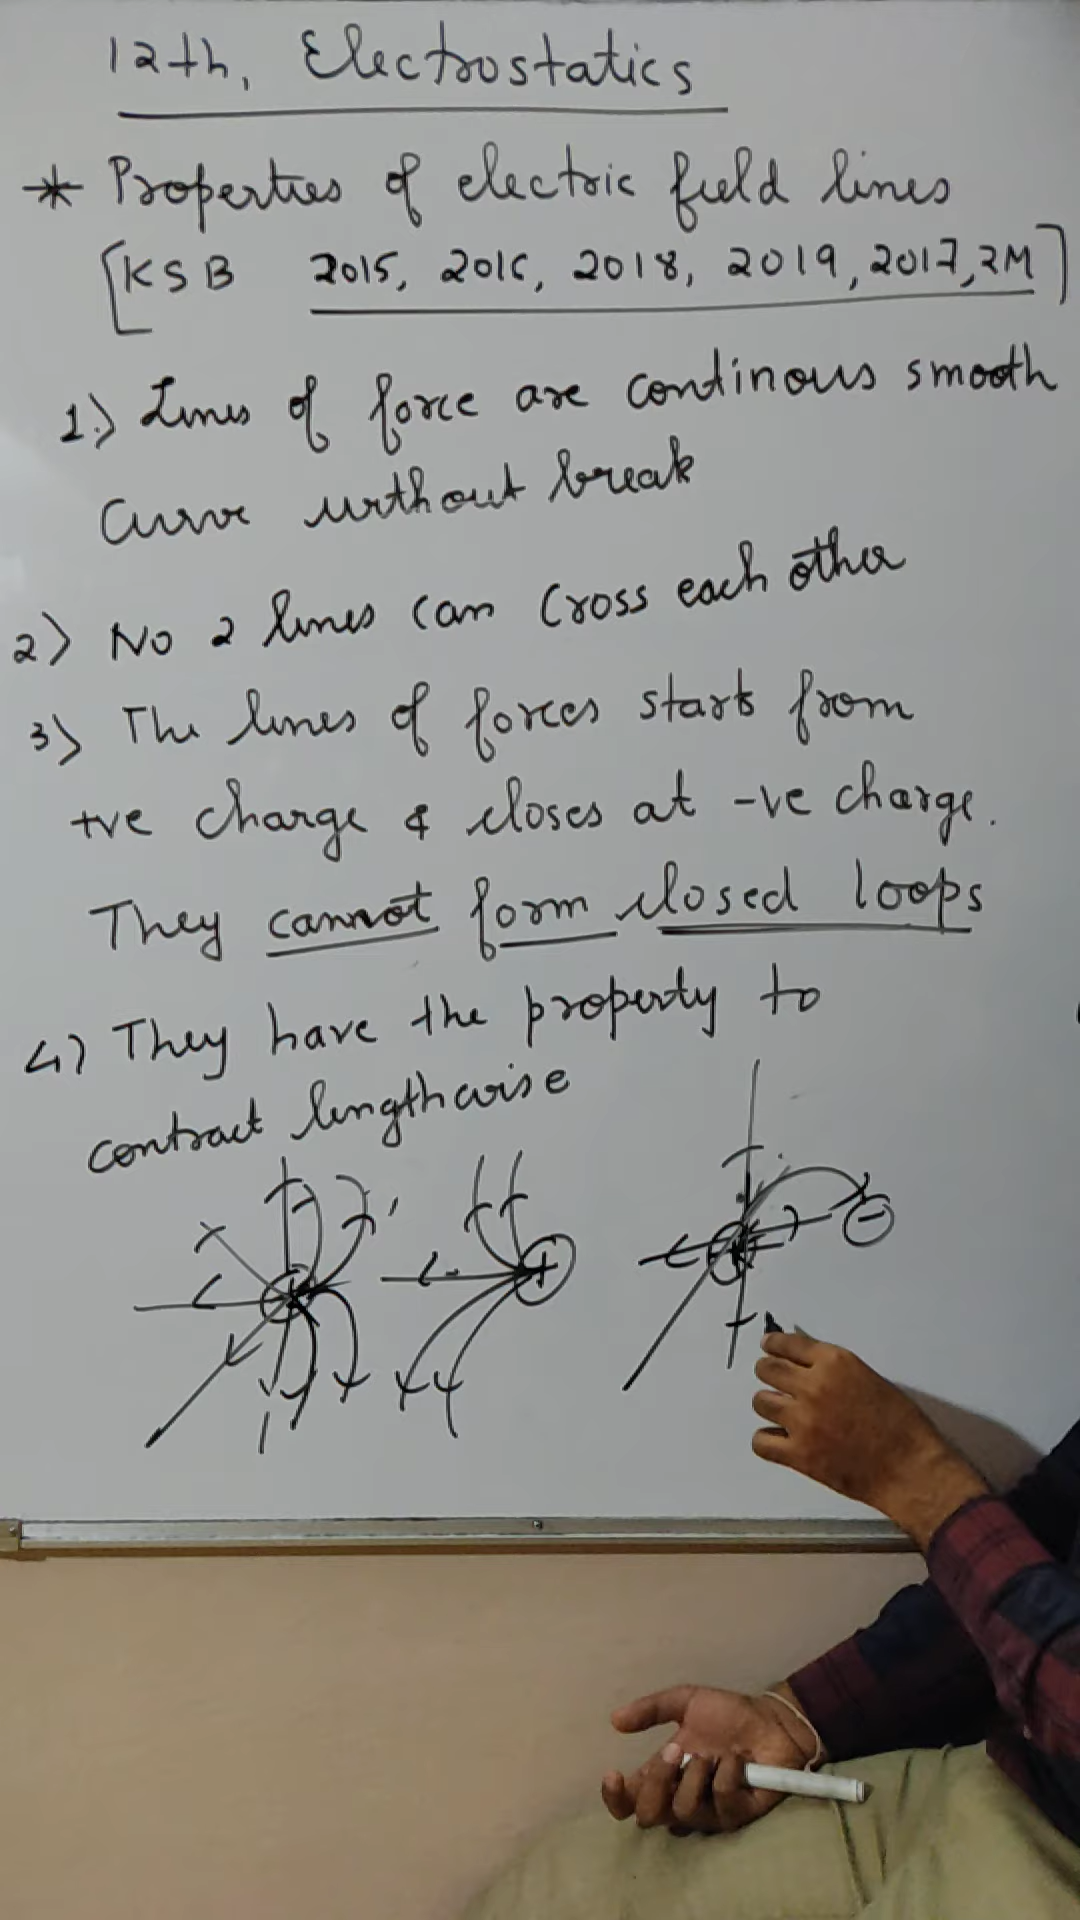 12th, Electrostatics
* Properties of electric field lines
[KSB 2015, 2016, 2018, 2019, 2017, 2M]
1.) Lines of force are continous smooth
Curve without break
2) No 2 lines can cross each other
3) The lines of forces start from
+ve charge & closes at -ve charge.
They cannot form closed loops
4) They have the property to
contract lengthwise
+ + + -